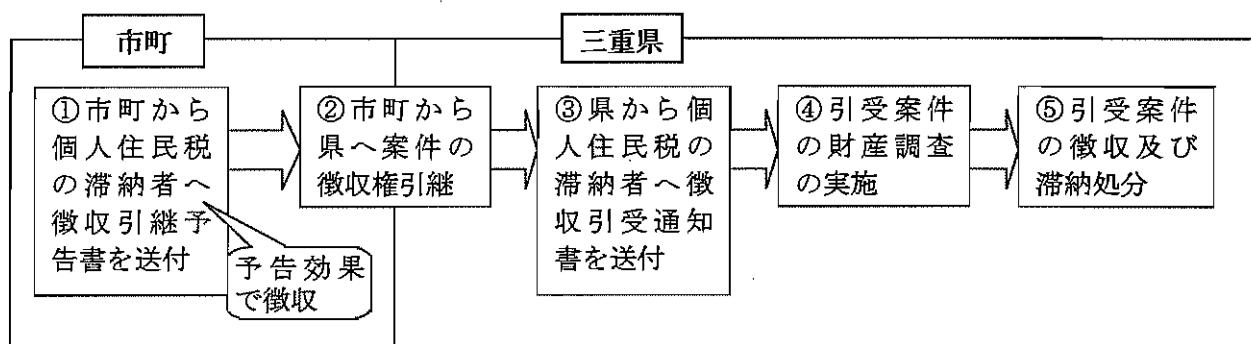 市町
三重県
①市町から
個人住民税
の滞納者へ
徴収引継予
告書を送付
予告効果
で徴収
②市町から
県へ案件の
徴収権引継
③県から個
人住民税の
滞納者へ徴
収引受通知
書を送付
④引受案件
の財産調査
の実施
⑤引受案件
の徴収及び
滞納処分